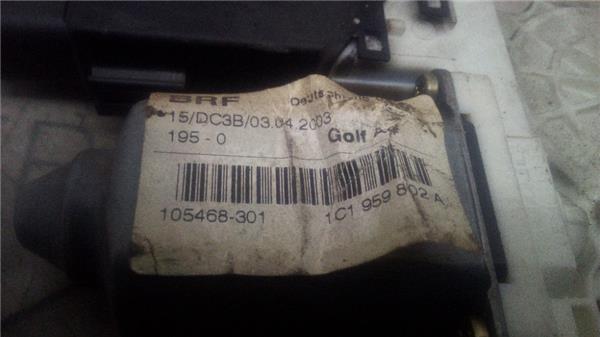 BRF
15/DC3B/03.04.2003
195-0 Golf
105468-301 1C1 959 802 A